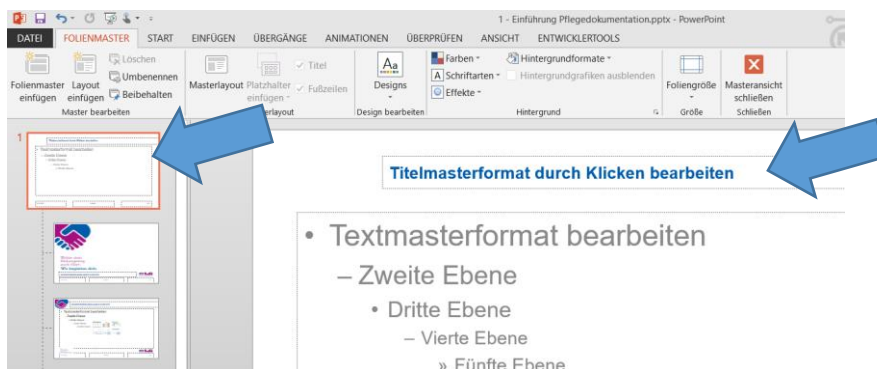 1 - Einführung Pflegedokumentation.pptx - PowerPoint
DATEI FOLIENMASTER START EINFÜGEN ÜBERGÄNGE ANIMATIONEN ÜBERPRÜFEN ANSICHT ENTWICKLERTOOLS
Folienmaster einfügen
Layout einfügen
Löschen
Umbenennen
Beibehalten
Master bearbeiten
Masterlayout
Platzhalter einfügen
Titel
Fußzeilen
erlayout
Designs
Design bearbeiten
Farben
Schriftarten
Effekte
Hintergrundformate
Hintergrundgrafiken ausblenden
Hintergrund
Foliengröße
Größe
Masteransicht schließen
Schließen
1
Titelmasterformat durch Klicken bearbeiten
• Textmasterformat bearbeiten
– Zweite Ebene
• Dritte Ebene
– Vierte Ebene
» Fünfte Ebene